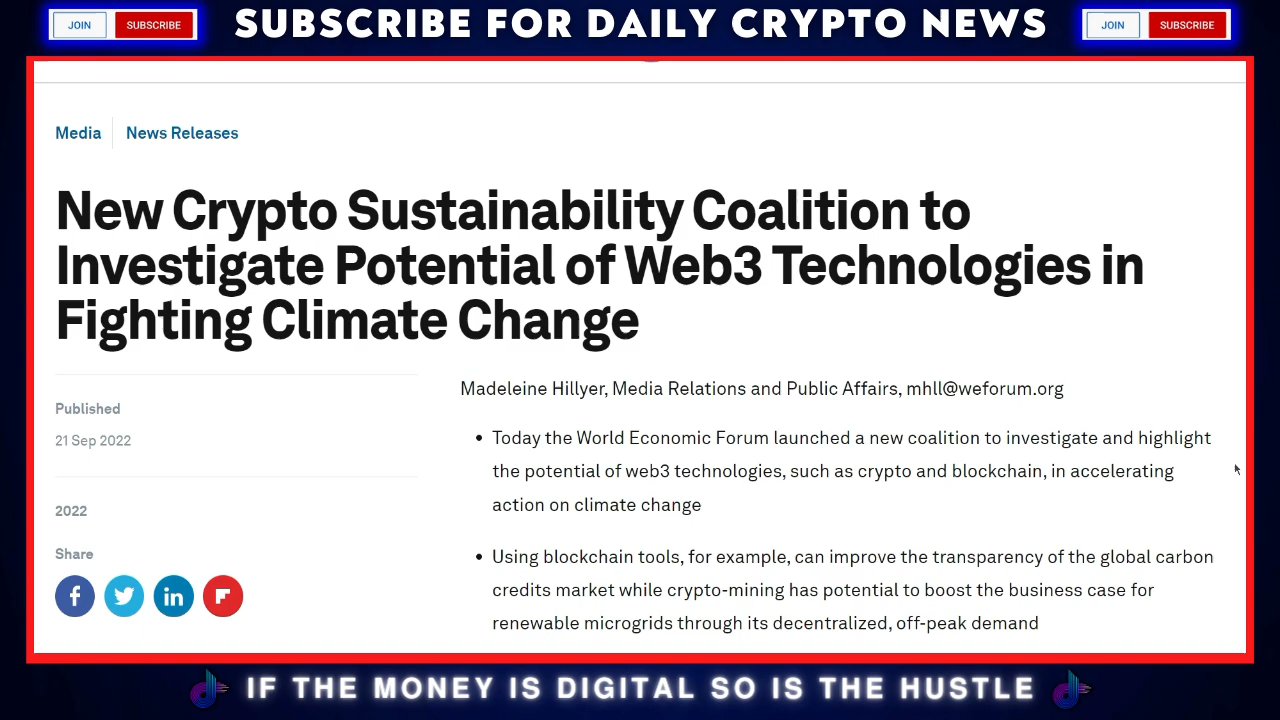 JOIN SUBSCRIBE SUBSCRIBE FOR DAILY CRYPTO NEWS JOIN SUBSCRIBE
Media News Releases
New Crypto Sustainability Coalition to
Investigate Potential of Web3 Technologies in
Fighting Climate Change
Published
21 Sep 2022
2022
Share
Madeleine Hillyer, Media Relations and Public Affairs, mhll@weforum.org
• Today the World Economic Forum launched a new coalition to investigate and highlight
the potential of web3 technologies, such as crypto and blockchain, in accelerating
action on climate change
• Using blockchain tools, for example, can improve the transparency of the global carbon
credits market while crypto-mining has potential to boost the business case for
renewable microgrids through its decentralized, off-peak demand
IF THE MONEY IS DIGITAL SO IS THE HUSTLE